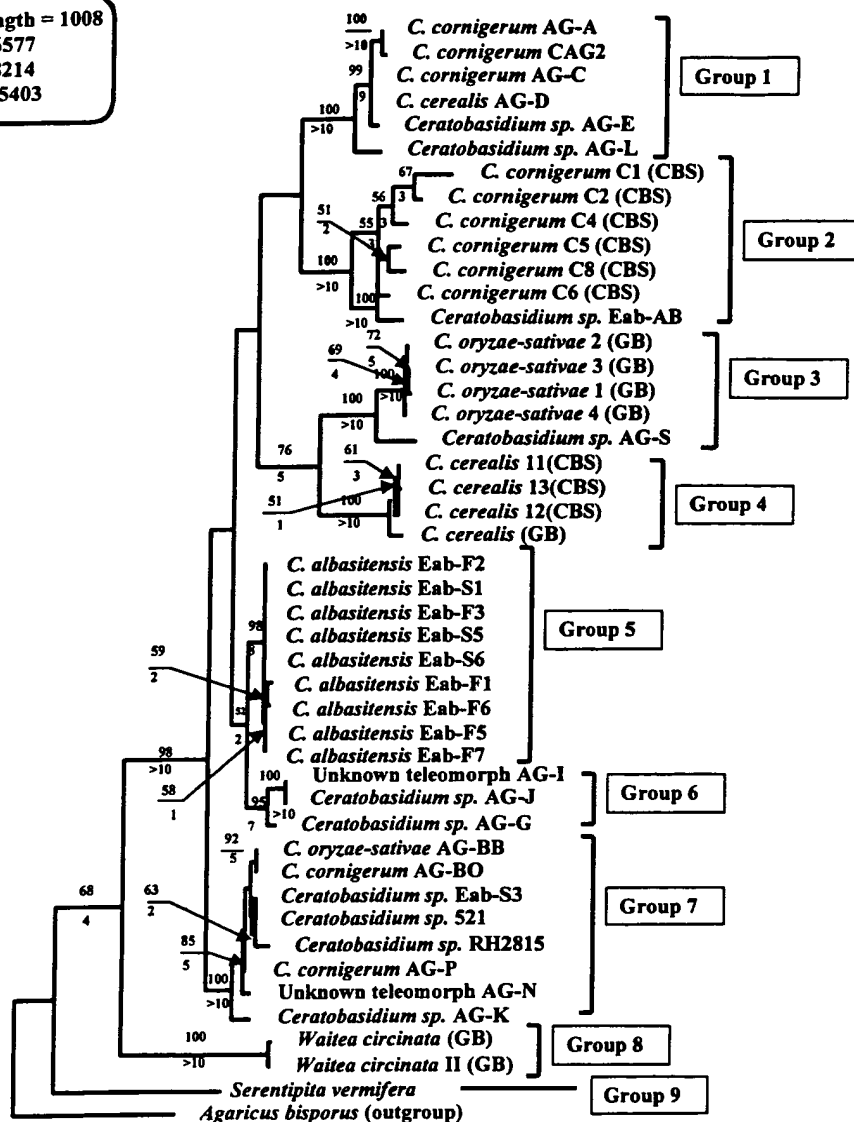 ngth = 1008
5577
8214
5403
C. cornigerum AG-A
C. cornigerum CAG2
C. cornigerum AG-C
C. cerealis AG-D
Ceratobasidium sp. AG-E
Ceratobasidium sp. AG-L
Group 1
100
>10
99
9
100
>10
C. cornigerum C1 (CBS)
C. cornigerum C2 (CBS)
C. cornigerum C4 (CBS)
C. cornigerum C5 (CBS)
C. cornigerum C8 (CBS)
C. cornigerum C6 (CBS)
Ceratobasidium sp. Eab-AB
Group 2
67
3
56
3
55
3
51
2
100
>10
100
>10
C. oryzae-sativae 2 (GB)
C. oryzae-sativae 3 (GB)
C. oryzae-sativae 1 (GB)
C. oryzae-sativae 4 (GB)
Ceratobasidium sp. AG-S
Group 3
72
5
69
4
100
>10
100
>10
76
5
C. cerealis 11(CBS)
C. cerealis 13(CBS)
C. cerealis 12(CBS)
C. cerealis (GB)
Group 4
61
3
51
1
100
>10
C. albasitensis Eab-F2
C. albasitensis Eab-S1
C. albasitensis Eab-F3
C. albasitensis Eab-S5
C. albasitensis Eab-S6
C. albasitensis Eab-F1
C. albasitensis Eab-F6
C. albasitensis Eab-F5
C. albasitensis Eab-F7
Group 5
98
8
59
2
52
2
58
1
98
>10
Unknown teleomorph AG-I
Ceratobasidium sp. AG-J
Ceratobasidium sp. AG-G
Group 6
100
>10
95
7
C. oryzae-sativae AG-BB
C. cornigerum AG-BO
Ceratobasidium sp. Eab-S3
Ceratobasidium sp. 521
Ceratobasidium sp. RH2815
C. cornigerum AG-P
Unknown teleomorph AG-N
Ceratobasidium sp. AG-K
Group 7
92
5
63
2
85
5
100
>10
68
4
Waitea circinata (GB)
Waitea circinata II (GB)
Group 8
100
>10
Serentipita vermifera
Group 9
Agaricus bisporus (outgroup)